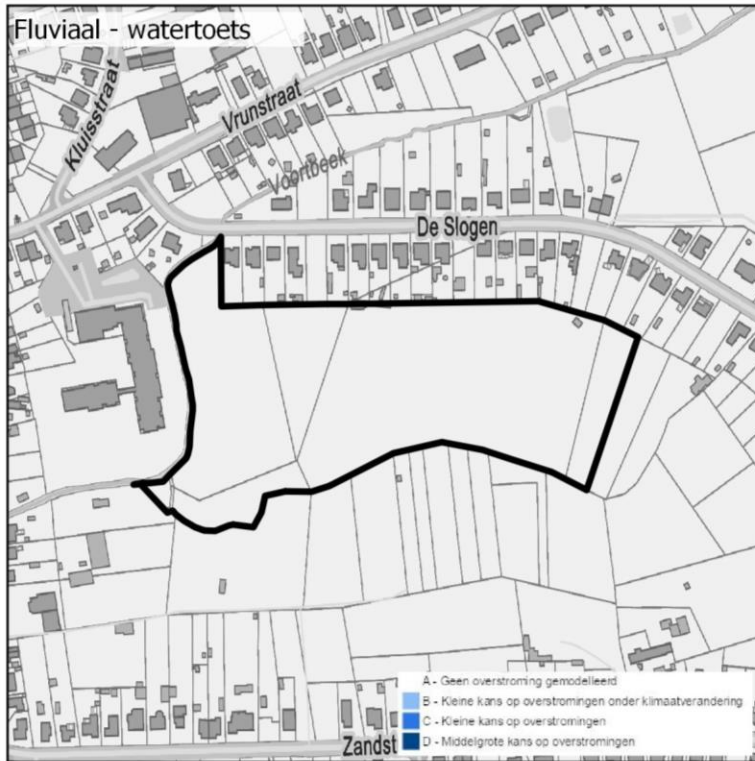 Fluviaal - watertoets
Kluisstraat
Vrunstraat
Voortbeek
De Slogen
A - Geen overstroming gemodelleerd
B - Kleine kans op overstromingen onder klimaatverandering
C - Kleine kans op overstromingen
D - Middelgrote kans op overstromingen
Zandst